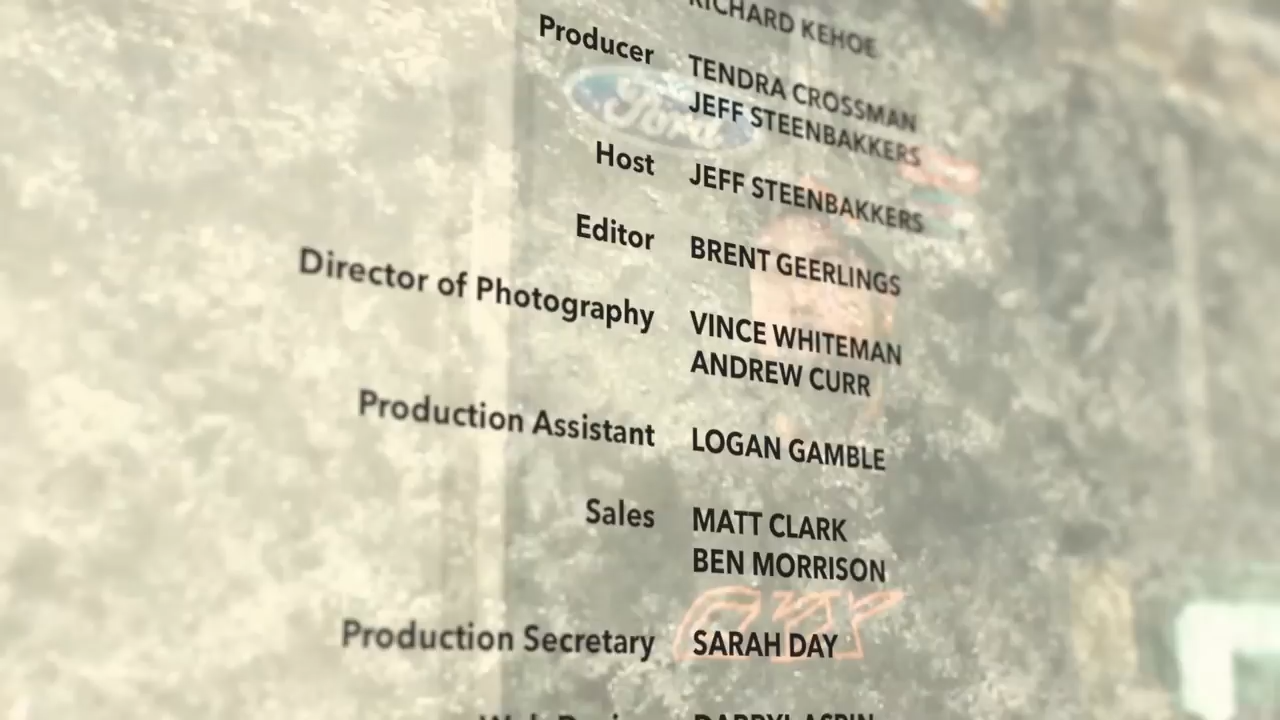 RICHARD KEHOE
Producer TENDRA CROSSMAN
JEFF STEENBAKKERS
Ford
Host JEFF STEENBAKKERS
Editor BRENT GEERLINGS
Director of Photography VINCE WHITEMAN
ANDREW CURR
Production Assistant LOGAN GAMBLE
Sales MATT CLARK
BEN MORRISON
Production Secretary SARAH DAY